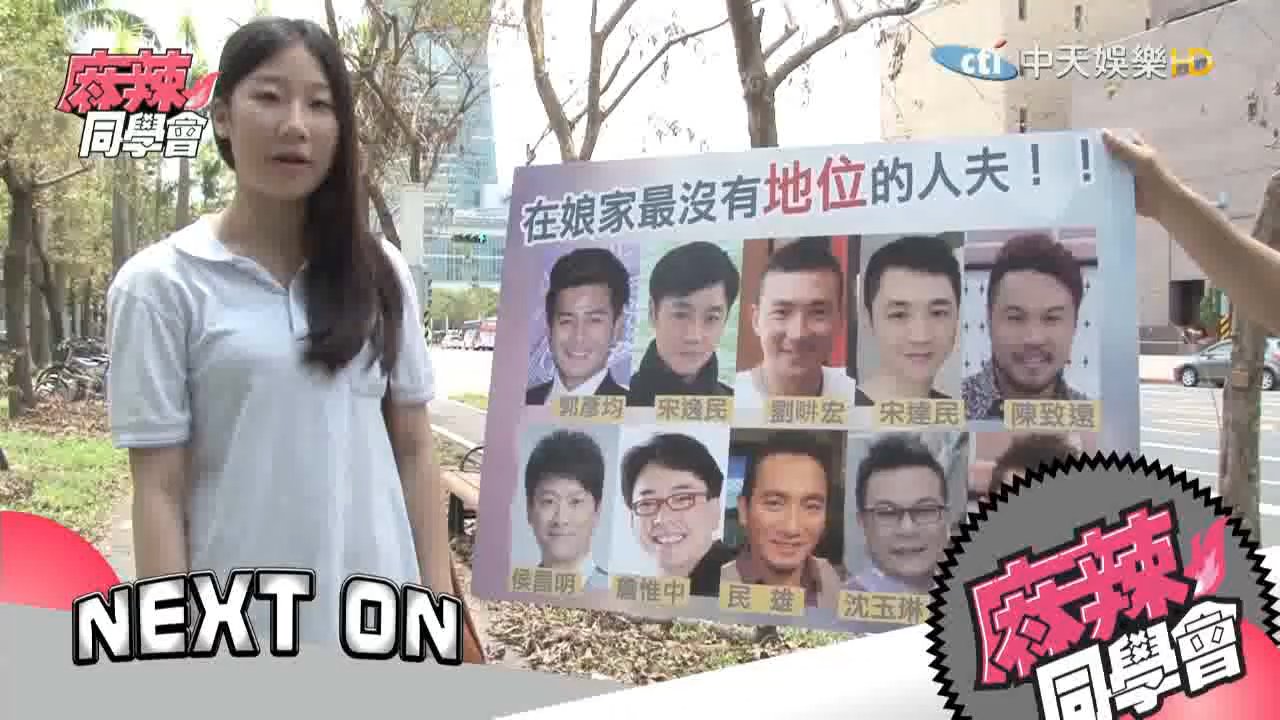 麻辣
同學會
cti 中天娛樂HD
在娘家最沒有地位的人夫！！
郭彥均 宋逸民 劉畊宏 宋達民 陳致遠
侯昌明 詹惟中 民雄 沈玉琳
NEXT ON
麻辣
同學會